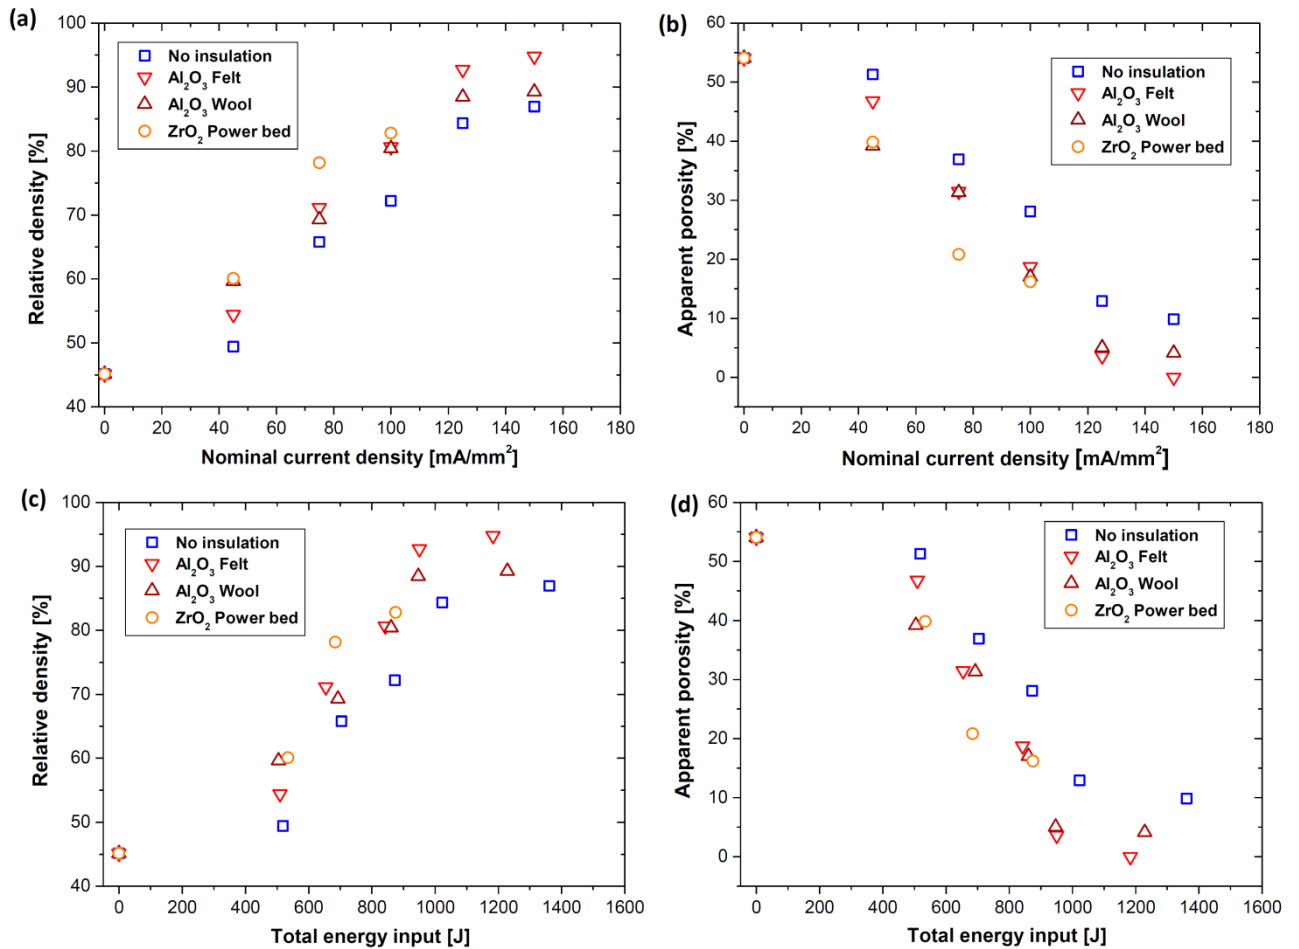 (a)
Relative density [%]
100
90
80
70
60
50
40
No insulation
Al₂O₃ Felt
Al₂O₃ Wool
ZrO₂ Power bed
0 20 40 60 80 100 120 140 160 180
Nominal current density [mA/mm²]
(b)
Apparent porosity [%]
60
50
40
30
20
10
0
No insulation
Al₂O₃ Felt
Al₂O₃ Wool
ZrO₂ Power bed
0 20 40 60 80 100 120 140 160 180
Nominal current density [mA/mm²]
(c)
Relative density [%]
100
90
80
70
60
50
40
No insulation
Al₂O₃ Felt
Al₂O₃ Wool
ZrO₂ Power bed
0 200 400 600 800 1000 1200 1400 1600
Total energy input [J]
(d)
Apparent porosity [%]
60
50
40
30
20
10
0
No insulation
Al₂O₃ Felt
Al₂O₃ Wool
ZrO₂ Power bed
0 200 400 600 800 1000 1200 1400 1600
Total energy input [J]